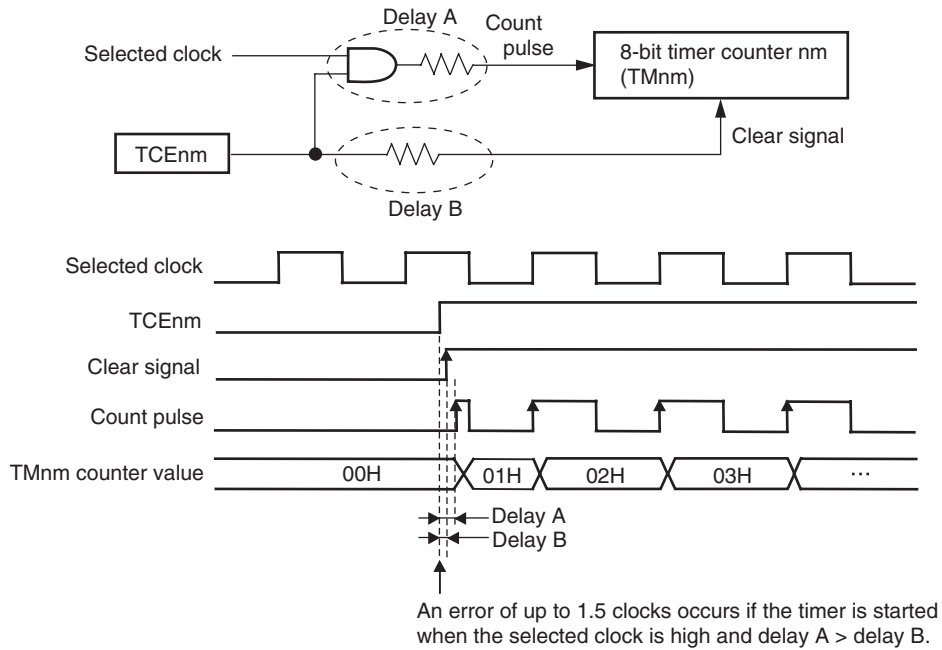 Delay A
Selected clock
Count
pulse
8-bit timer counter nm
(TMnm)
TCEnm
Clear signal
Delay B
Selected clock
TCEnm
Clear signal
Count pulse
TMnm counter value
00H
01H
02H
03H
...
Delay A
Delay B
An error of up to 1.5 clocks occurs if the timer is started
when the selected clock is high and delay A > delay B.